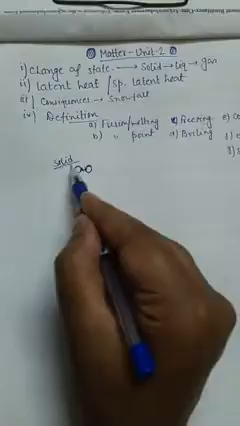 Matter-Unit-2
i) Change of state. → Solid → Liq → gas
ii) latent heat / sp. latent heat
iii) Consequences → Snowfall
iv) Definition
a) Fusion/melting
b) " point d) Boiling
Solid